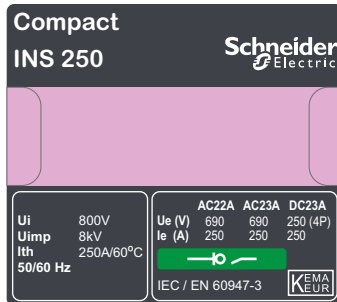 Compact
INS 250
Schneider
Electric
Ui 800V
Uimp 8kV
Ith 250A/60°C
50/60 Hz
AC22A AC23A DC23A
Ue (V) 690 690 250 (4P)
Ie (A) 250 250 250
IEC / EN 60947-3
KEMA
KEUR